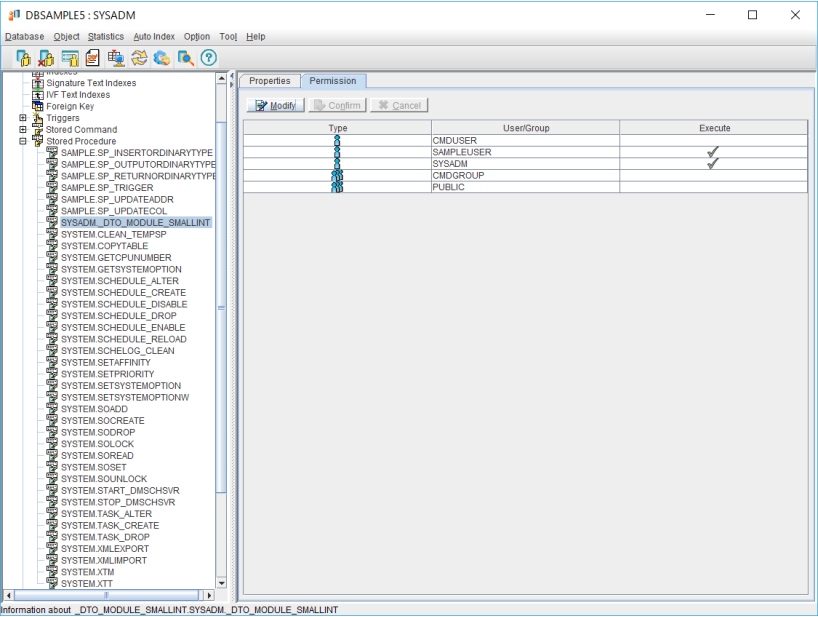 DBSAMPLE5 : SYSADM
Database Object Statistics Auto Index Option Tool Help
Indexes
Signature Text Indexes
IVF Text Indexes
Foreign Key
Triggers
Stored Command
Stored Procedure
SAMPLE.SP_INSERTORDINARYTYPE
SAMPLE.SP_OUTPUTORDINARYTYPE
SAMPLE.SP_RETURNORDINARYTYPE
SAMPLE.SP_TRIGGER
SAMPLE.SP_UPDATEADDR
SAMPLE.SP_UPDATECOL
SYSADM._DTO_MODULE_SMALLINT
SYSTEM.CLEAN_TEMPSP
SYSTEM.COPYTABLE
SYSTEM.GETCPUNUMBER
SYSTEM.GETSYSTEMOPTION
SYSTEM.SCHEDULE_ALTER
SYSTEM.SCHEDULE_CREATE
SYSTEM.SCHEDULE_DISABLE
SYSTEM.SCHEDULE_DROP
SYSTEM.SCHEDULE_ENABLE
SYSTEM.SCHEDULE_RELOAD
SYSTEM.SCHELOG_CLEAN
SYSTEM.SETAFFINITY
SYSTEM.SETPRIORITY
SYSTEM.SETSYSTEMOPTION
SYSTEM.SETSYSTEMOPTIONW
SYSTEM.SOADD
SYSTEM.SOCREATE
SYSTEM.SODROP
SYSTEM.SOLOCK
SYSTEM.SOREAD
SYSTEM.SOSET
SYSTEM.SOUNLOCK
SYSTEM.START_DMSCHSVR
SYSTEM.STOP_DMSCHSVR
SYSTEM.TASK_ALTER
SYSTEM.TASK_CREATE
SYSTEM.TASK_DROP
SYSTEM.XMLEXPORT
SYSTEM.XMLIMPORT
SYSTEM.XTM
SYSTEM.XTT
Properties Permission
Modify Confirm Cancel
Type User/Group Execute
CMDUSER
SAMPLEUSER
SYSADM
CMDGROUP
PUBLIC
Information about _DTO_MODULE_SMALLINT.SYSADM._DTO_MODULE_SMALLINT